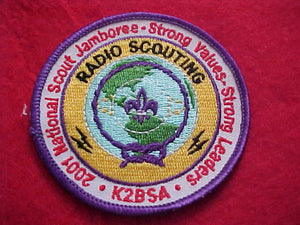 2001 National Scout Jamboree - Strong Values - Strong Leaders
RADIO SCOUTING
· K2BSA ·